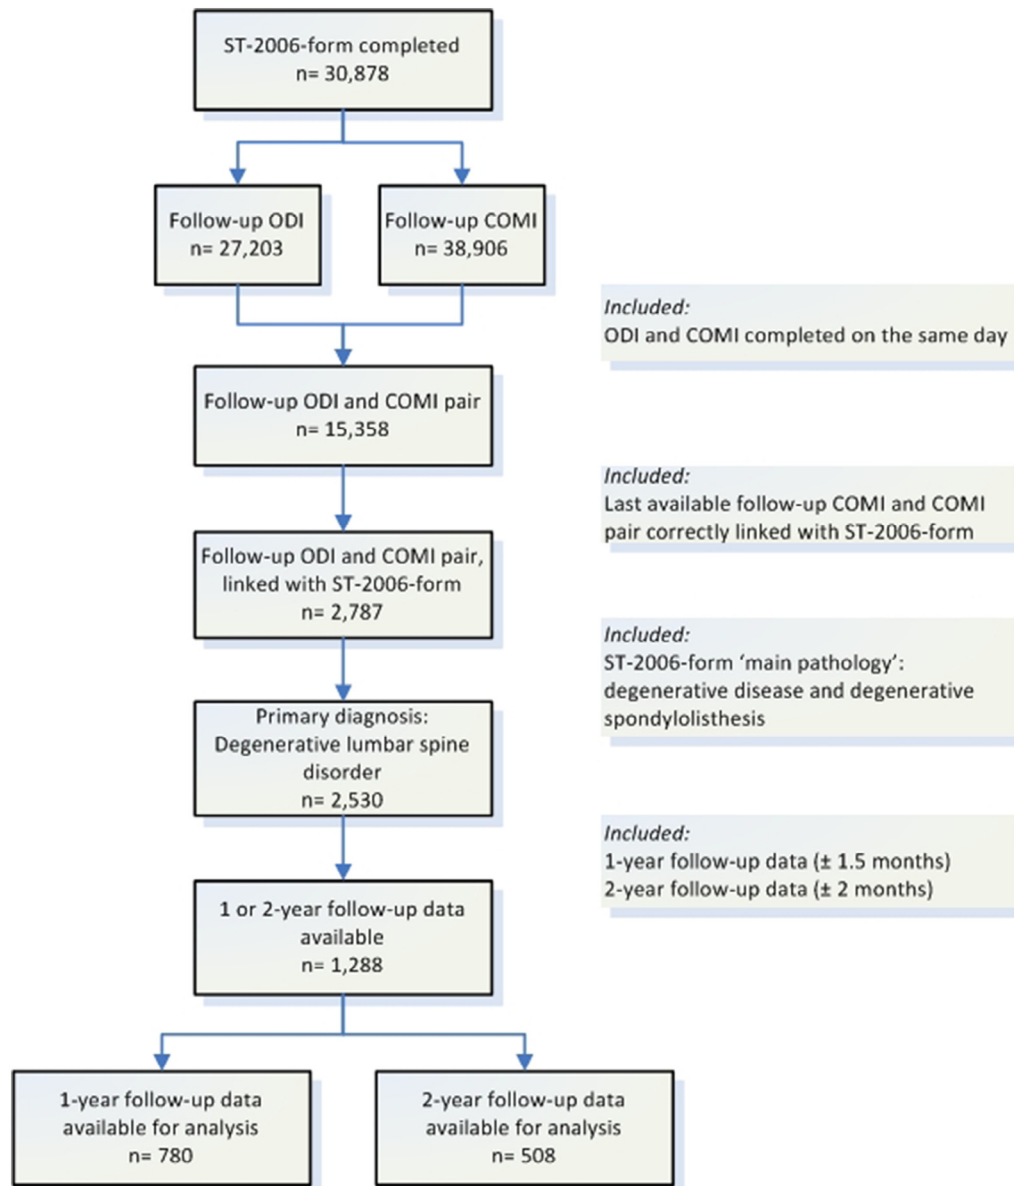 ST-2006-form completed
n= 30,878
Follow-up ODI
n= 27,203
Follow-up COMI
n= 38,906
Included:
ODI and COMI completed on the same day
Follow-up ODI and COMI pair
n= 15,358
Included:
Last available follow-up COMI and COMI
pair correctly linked with ST-2006-form
Follow-up ODI and COMI pair,
linked with ST-2006-form
n= 2,787
Included:
ST-2006-form ‘main pathology’:
degenerative disease and degenerative
spondylolisthesis
Primary diagnosis:
Degenerative lumbar spine
disorder
n= 2,530
Included:
1-year follow-up data (± 1.5 months)
2-year follow-up data (± 2 months)
1 or 2-year follow-up data
available
n= 1,288
1-year follow-up data
available for analysis
n= 780
2-year follow-up data
available for analysis
n= 508